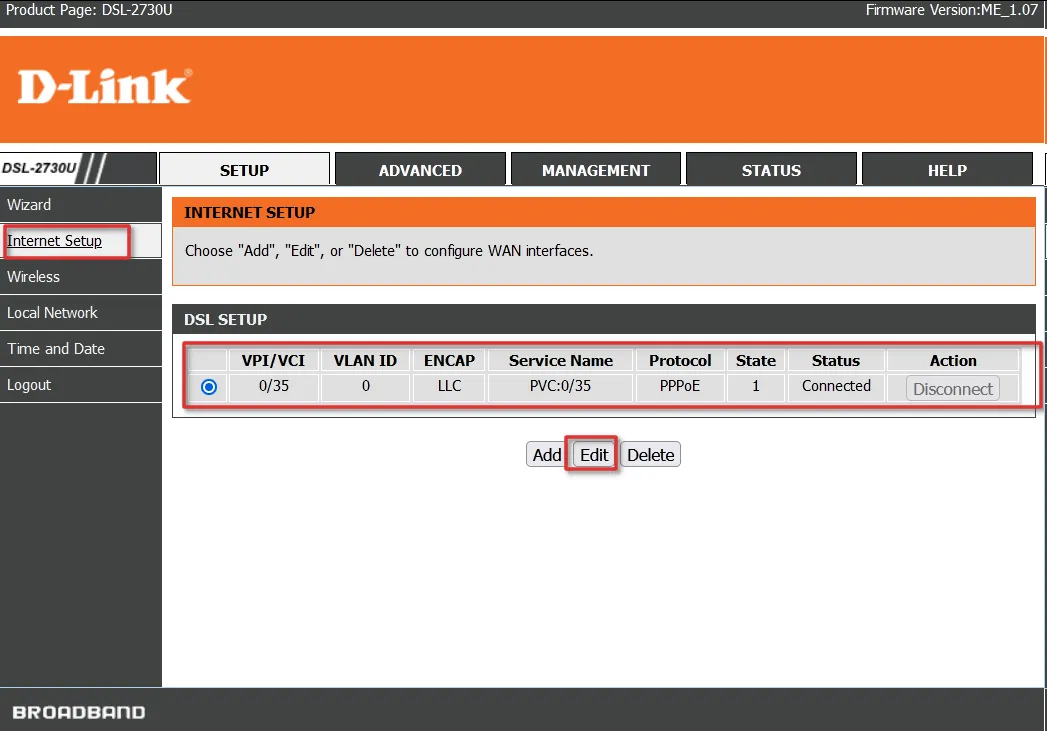 Product Page: DSL-2730U Firmware Version:ME_1.07
D-Link®
DSL-2730U SETUP ADVANCED MANAGEMENT STATUS HELP
Wizard
Internet Setup
Wireless
Local Network
Time and Date
Logout
INTERNET SETUP
Choose "Add", "Edit", or "Delete" to configure WAN interfaces.
DSL SETUP
VPI/VCI VLAN ID ENCAP Service Name Protocol State Status Action
0/35 0 LLC PVC:0/35 PPPoE 1 Connected Disconnect
Add Edit Delete
BROADBAND